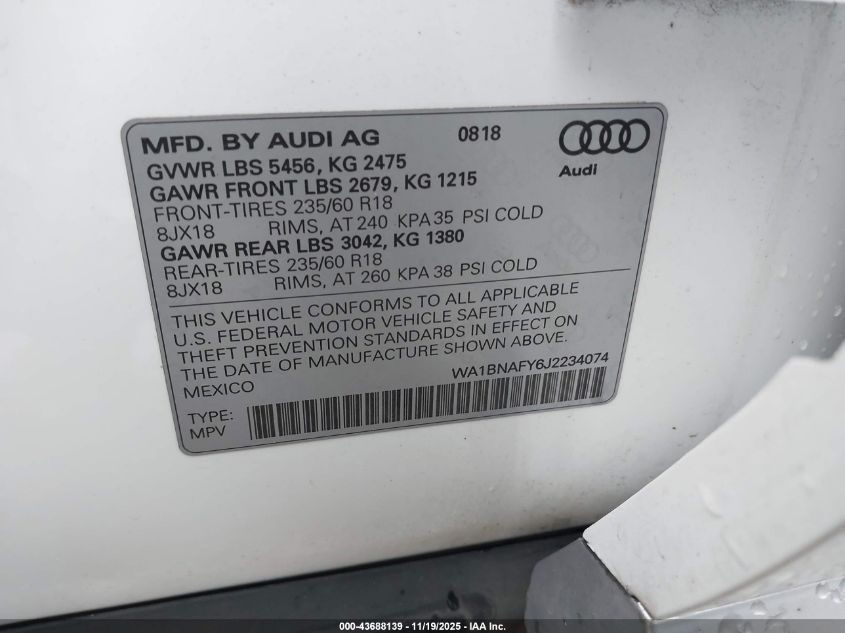 MFD. BY AUDI AG 0818
GVWR LBS 5456, KG 2475
GAWR FRONT LBS 2679, KG 1215
FRONT-TIRES 235/60 R18
8JX18 RIMS, AT 240 KPA 35 PSI COLD
GAWR REAR LBS 3042, KG 1380
REAR-TIRES 235/60 R18
8JX18 RIMS, AT 260 KPA 38 PSI COLD
Audi
THIS VEHICLE CONFORMS TO ALL APPLICABLE
U.S. FEDERAL MOTOR VEHICLE SAFETY AND
THEFT PREVENTION STANDARDS IN EFFECT ON
THE DATE OF MANUFACTURE SHOWN ABOVE.
MEXICO WA1BNAFY6J2234074
TYPE:
MPV
000-43688139 - 11/19/2025 - IAA Inc.